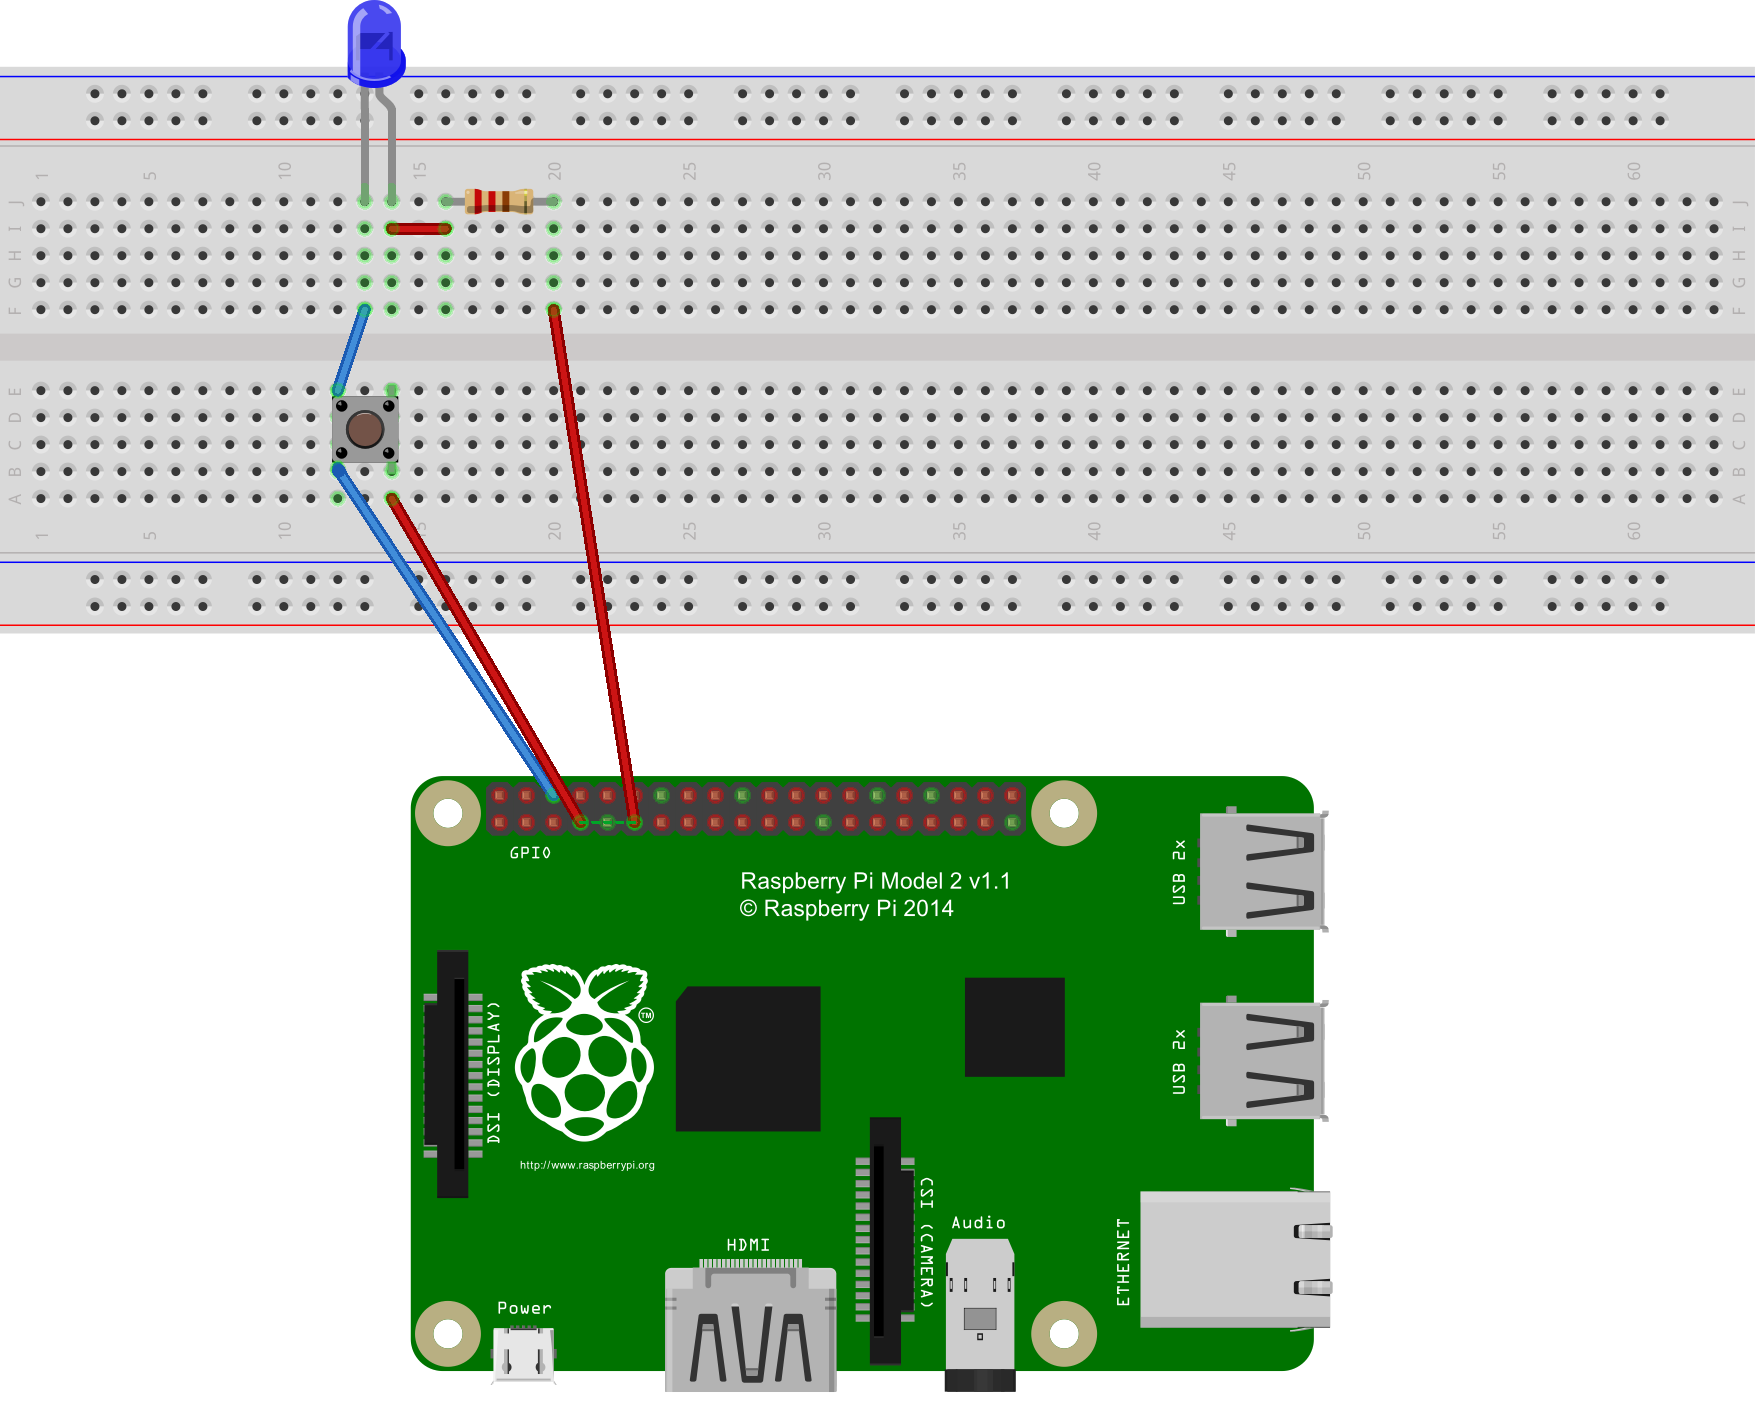 1 5 10 15 20 25 30 35 40 45 50 55 60
J J
I I
H H
G G
F F
E E
D D
C C
B B
A A
1 5 10 5 20 25 30 35 40 45 50 55 60
GPIO
Raspberry Pi Model 2 v1.1
© Raspberry Pi 2014
USB 2x
DSI (DISPLAY)
TM
USB 2x
http://www.raspberrypi.org
CSI (CAMERA)
Audio
ETHERNET
HDMI
Power